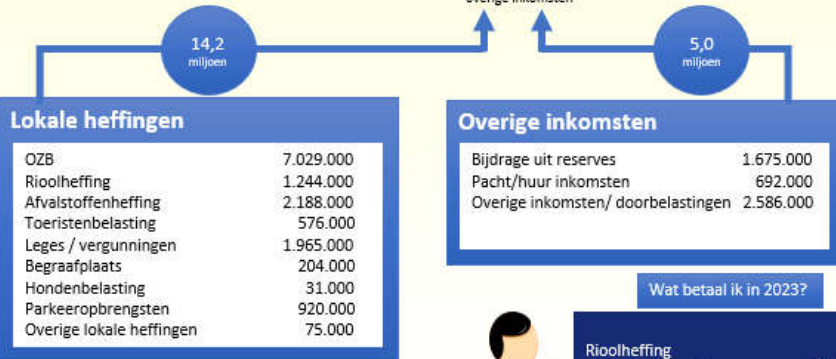 overige inkomsten
14,2
miljoen
5,0
miljoen
Lokale heffingen
OZB 7.029.000
Rioolheffing 1.244.000
Afvalstoffenheffing 2.188.000
Toeristenbelasting 576.000
Leges / vergunningen 1.965.000
Begraafplaats 204.000
Hondenbelasting 31.000
Parkeeropbrengsten 920.000
Overige lokale heffingen 75.000
Overige inkomsten
Bijdrage uit reserves 1.675.000
Pacht/huur inkomsten 692.000
Overige inkomsten/ doorbelastingen 2.586.000
Wat betaal ik in 2023?
Rioolheffing